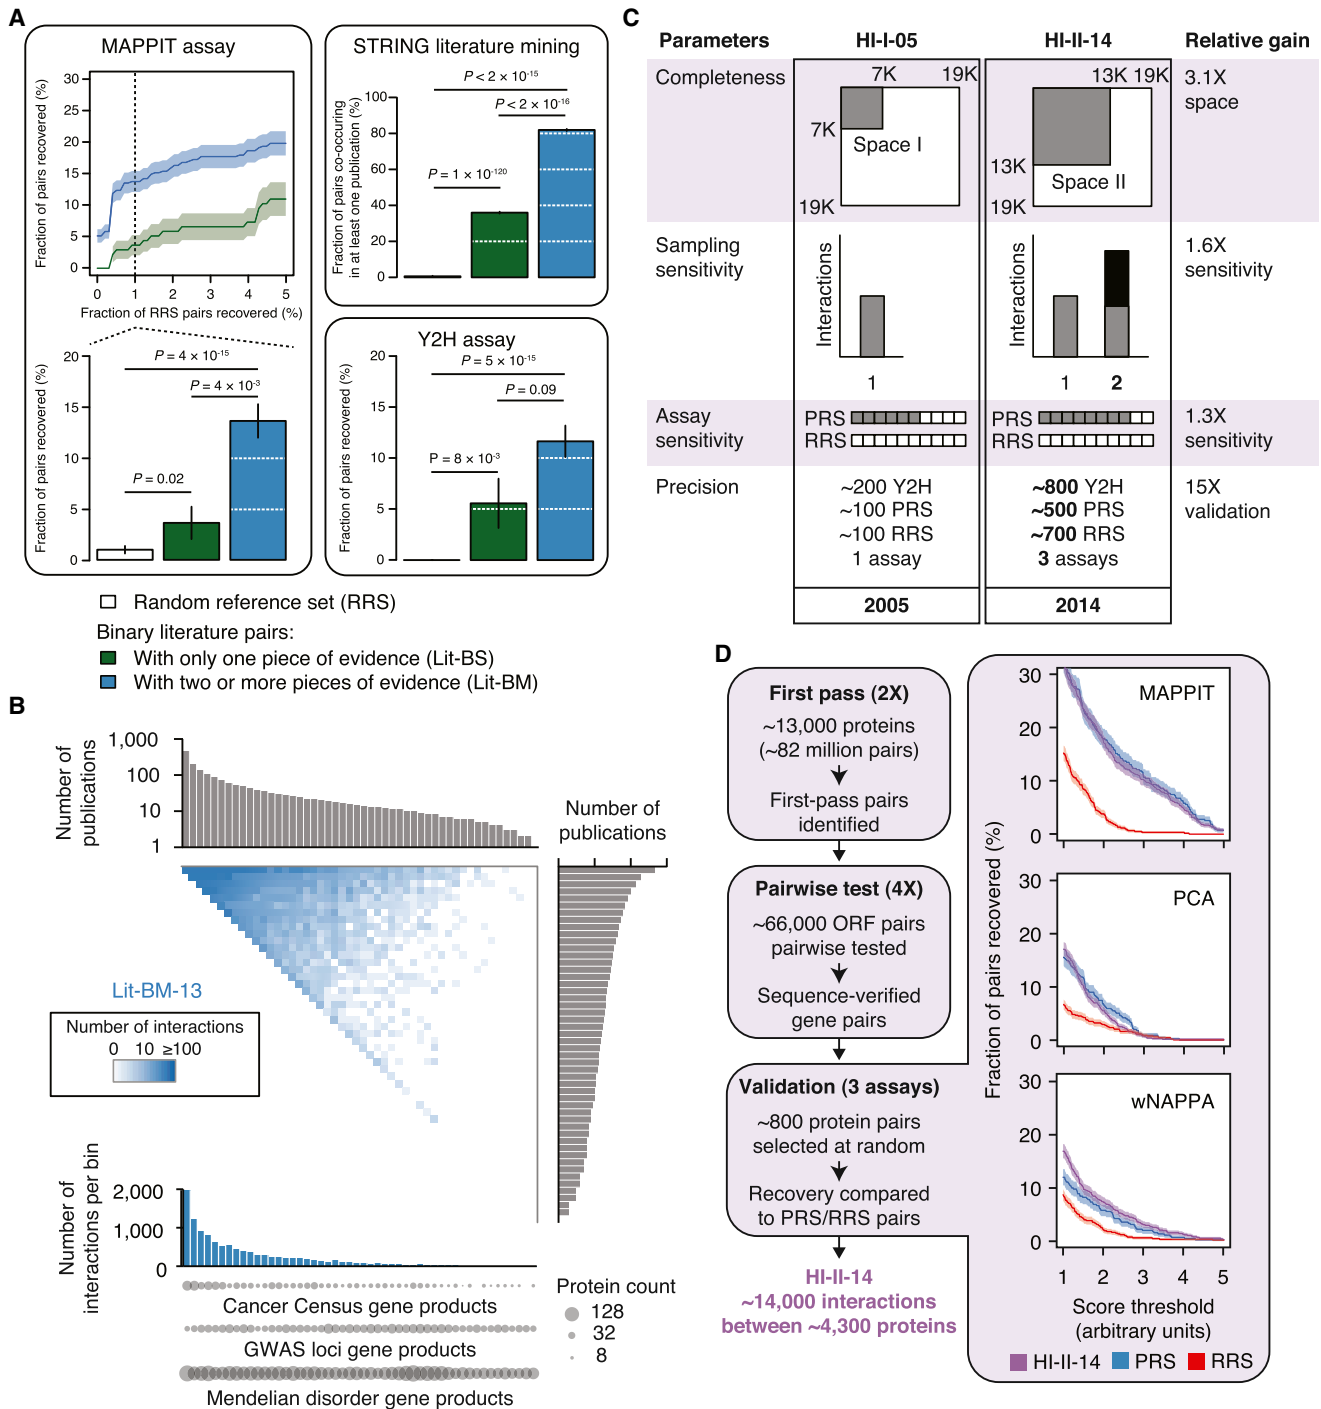 A
MAPPIT assay
Fraction of pairs recovered (%)
30
25
20
15
10
5
0
0 1 2 3 4 5
Fraction of RRS pairs recovered (%)
Fraction of pairs recovered (%)
20
15
10
5
0
P = 4 × 10-15
P = 4 × 10-3
P = 0.02
STRING literature mining
Fraction of pairs co-occuring
in at least one publication (%)
100
80
60
40
20
0
P < 2 × 10-15
P < 2 × 10-16
P = 1 × 10-120
Y2H assay
Fraction of pairs recovered (%)
20
15
10
5
0
P = 5 × 10-15
P = 0.09
P = 8 × 10-3
Random reference set (RRS)
Binary literature pairs:
With only one piece of evidence (Lit-BS)
With two or more pieces of evidence (Lit-BM)
B
Number of
publications
1,000
100
10
1
Number of
publications
Lit-BM-13
Number of interactions
0 10 ≥100
Number of
interactions per bin
2,000
1,000
0
Cancer Census gene products
GWAS loci gene products
Mendelian disorder gene products
Protein count
128
32
8
C
Parameters HI-I-05 HI-II-14 Relative gain
Completeness
7K 19K
7K
Space I
19K
13K 19K
13K
Space II
19K
3.1X
space
Sampling
sensitivity
Interactions
1
Interactions
1 2
1.6X
sensitivity
Assay
sensitivity
PRS
RRS
PRS
RRS
1.3X
sensitivity
Precision
~200 Y2H
~100 PRS
~100 RRS
1 assay
~800 Y2H
~500 PRS
~700 RRS
3 assays
15X
validation
2005 2014
D
First pass (2X)
~13,000 proteins
(~82 million pairs)
First-pass pairs
identified
Pairwise test (4X)
~66,000 ORF pairs
pairwise tested
Sequence-verified
gene pairs
Validation (3 assays)
~800 protein pairs
selected at random
Recovery compared
to PRS/RRS pairs
HI-II-14
~14,000 interactions
between ~4,300 proteins
Fraction of pairs recovered (%)
MAPPIT
30
20
10
0
PCA
30
20
10
0
wNAPPA
30
20
10
0
1 2 3 4 5
Score threshold
(arbitrary units)
HI-II-14 PRS RRS